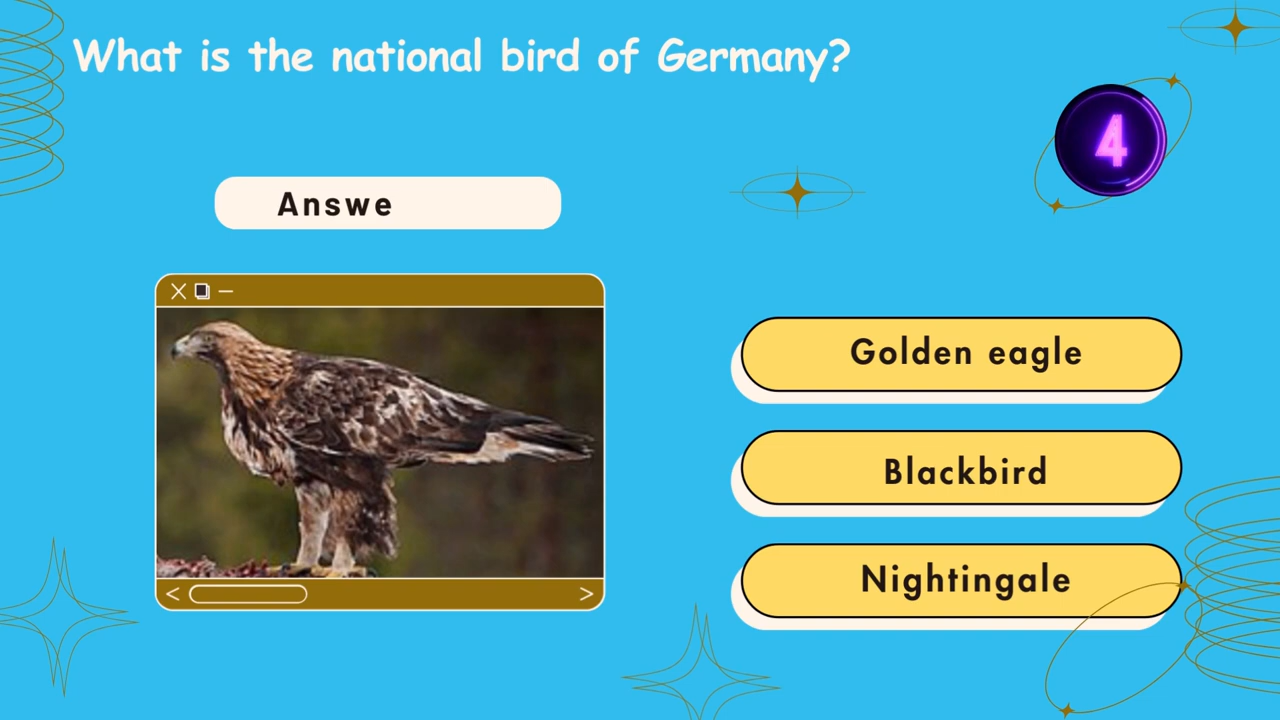 What is the national bird of Germany?
4
Answe
Golden eagle
Blackbird
Nightingale